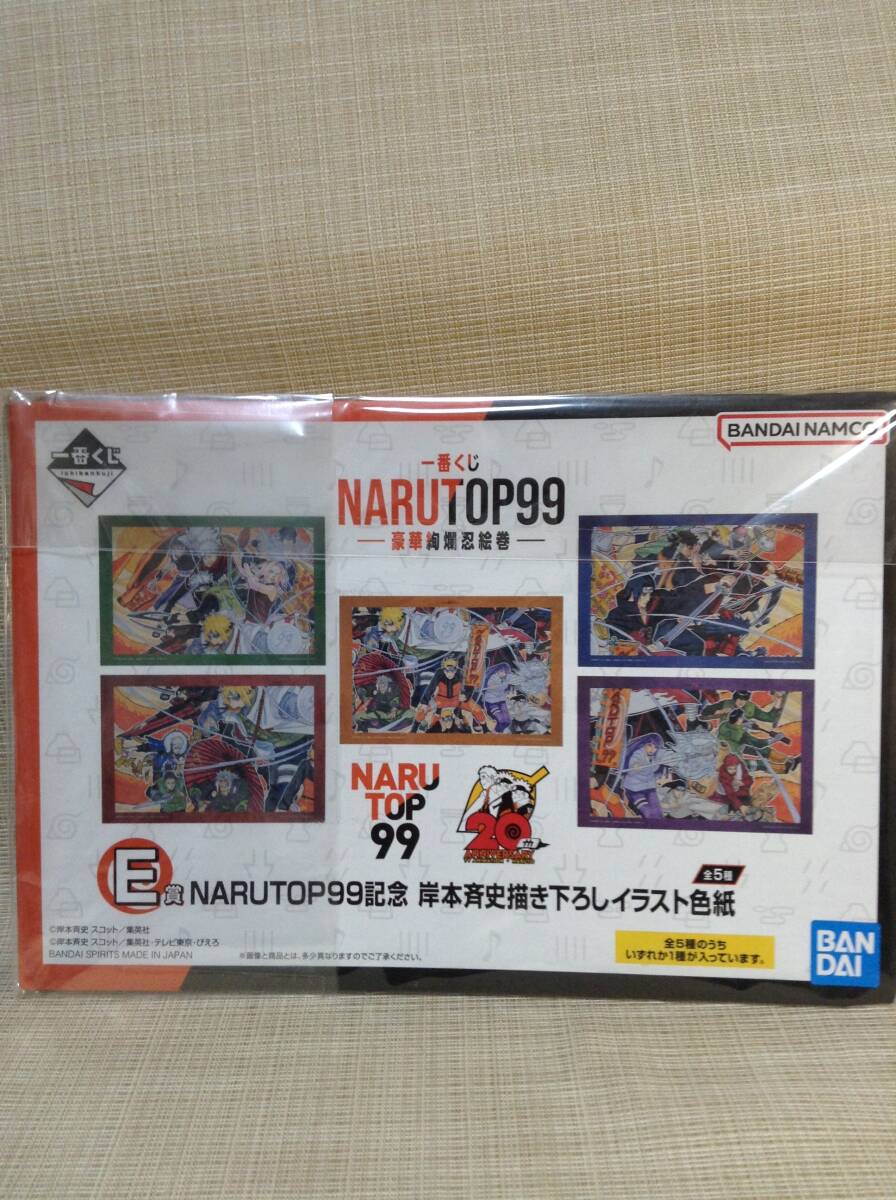 一番くじ
ichibankuji
BANDAI NAMCO
一番くじ
NARUTOP99
豪華絢爛忍絵巻
NARU
TOP
99
20
ANNIVERSARY
E賞 NARUTOP99記念 岸本斉史描き下ろしイラスト色紙
全5種
©岸本斉史 スコット／集英社
©岸本斉史 スコット／集英社・テレビ東京・ぴえろ
BANDAI SPIRITS MADE IN JAPAN
※画像と商品とは、多少異なりますのでご了承ください。
全5種のうち
いずれか1種が入っています。
BAN
DAI